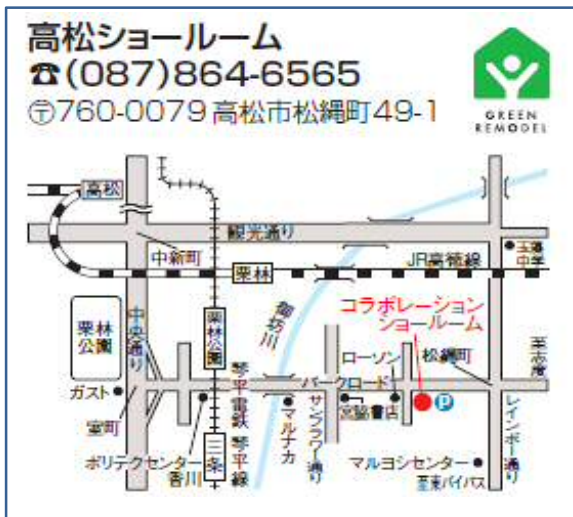 高松ショールーム
☎(087)864-6565
〒760-0079 高松市松縄町49-1
GREEN
REMODEL
高松
観光通り
中新町
栗林
JR高徳線
玉藻
中学
栗林
公園
中央通り
栗林公園
御坊川
コラボレーション
ショールーム
ローソン
松縄町
至志度
ガスト
琴平電鉄 琴平線
パークロード
P
室町
マルナカ
サンフラワー通り
宮脇書店
レインボー通り
ポリテクセンター
香川
三条
マルヨシセンター
至東バイパス